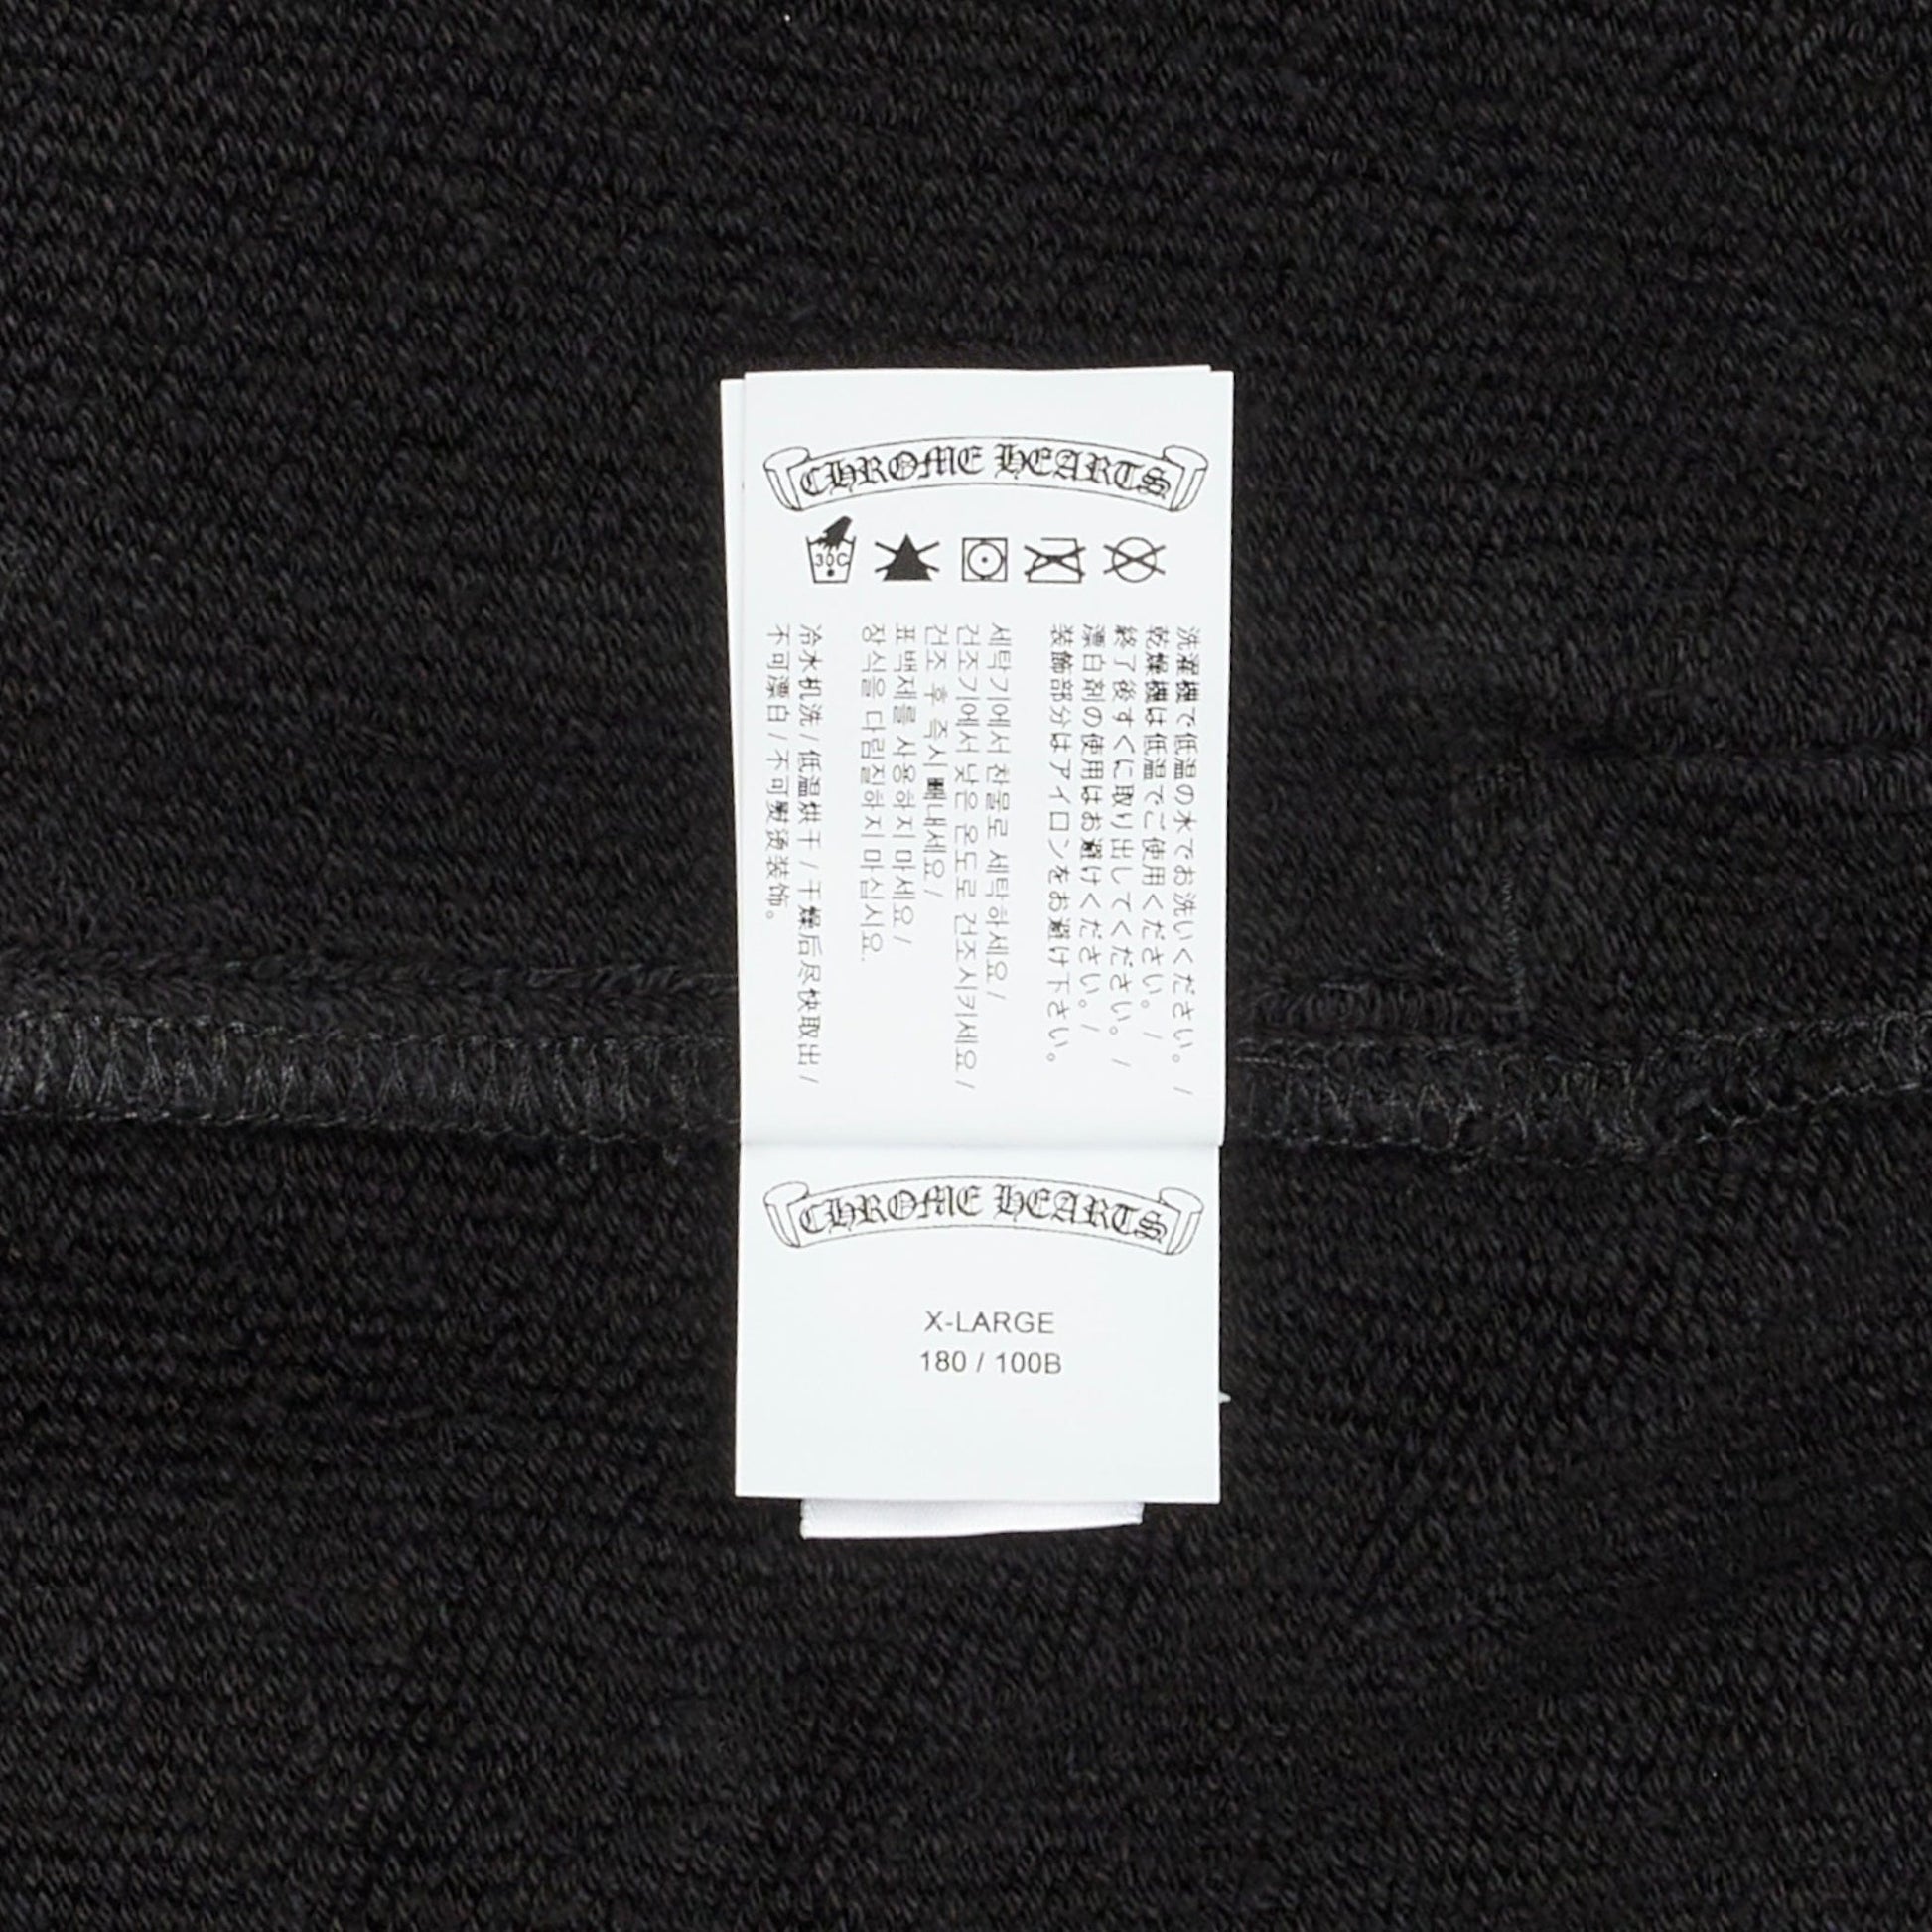 CHROME HEARTS
30C
洗濯機で低温の水でお洗いください。/
乾燥機は低温でご使用ください。/
終了後すぐに取り出してください。/
漂白剤の使用はお避けください。/
装飾部分はアイロンをお避け下さい。
세탁기에서 찬물로 세탁하세요/
건조기에서 낮은 온도로 건조시키세요/
건조 후 즉시 빼내세요/
표백제를 사용하지 마세요/
장식을 다림질하지 마십시요.
冷水机洗 / 低温烘干 / 干燥后尽快取出 /
不可漂白 / 不可熨烫装饰。
CHROME HEARTS
X-LARGE
180 / 100B